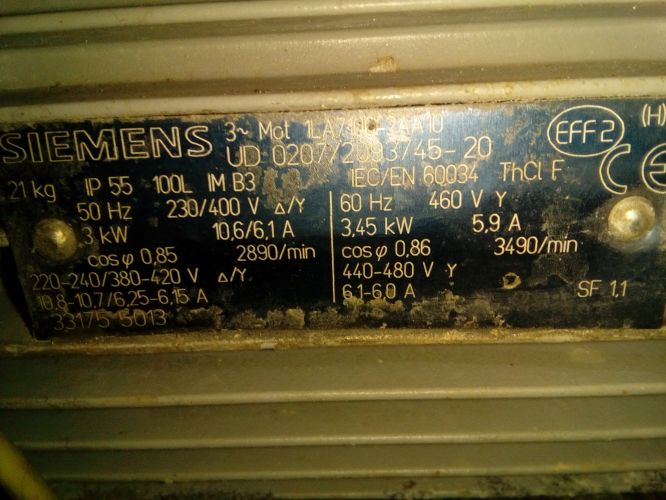 SIEMENS 3~ Mot
UD 0207/ -20
EFF2
(H)
CE
21 kg IP 55 100L IM B3 IEC/EN 60034 ThCl F
50 Hz 230/400 V Δ/Y
3 kW 10,6/6,1 A
cos φ 0,85 2890/min
220-240/380-420 V Δ/Y
10,8-10,7/6,25-6,15 A
33175 5013
60 Hz 460 V Y
3,45 kW 5,9 A
cos φ 0,86 3490/min
440-480 V Y
6,1-6,0 A SF 1,1